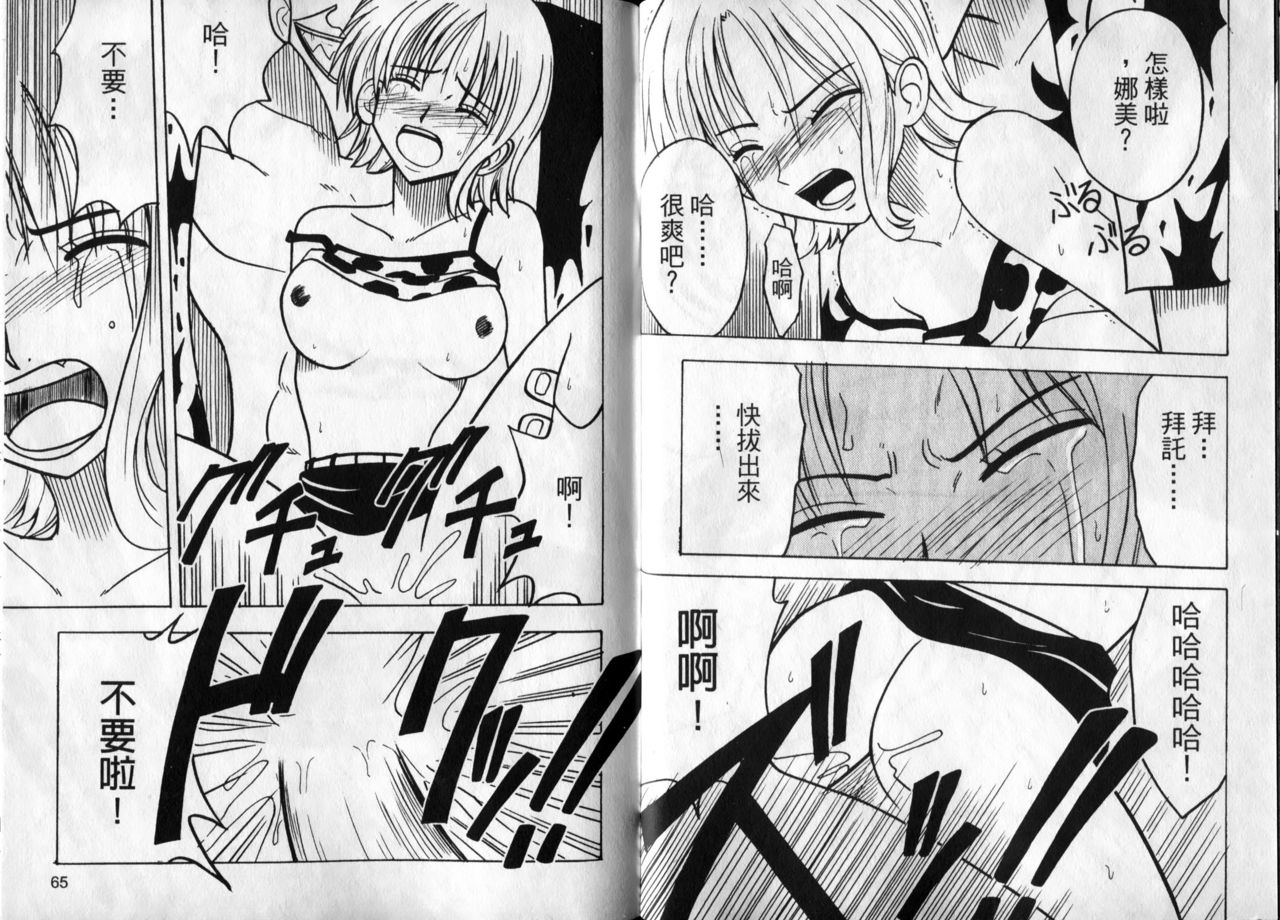 怎樣啦
，娜美？
ぶる
ぶる
哈啊
哈……
很爽吧？
拜…
拜託……
快拔出來
……
哈哈哈哈哈！
啊啊！
哈！
啊！
グチュ
グチュ
不要…
ドクッ!!
不要啦！
65